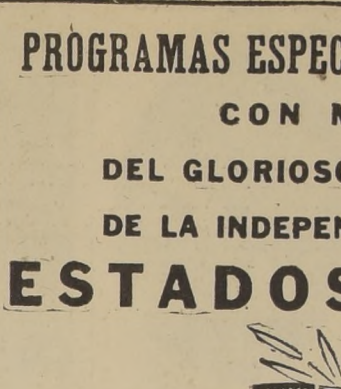 PROGRAMAS ESPEC
CON
DEL GLORIOSO
DE LA INDEPEN
ESTADOS